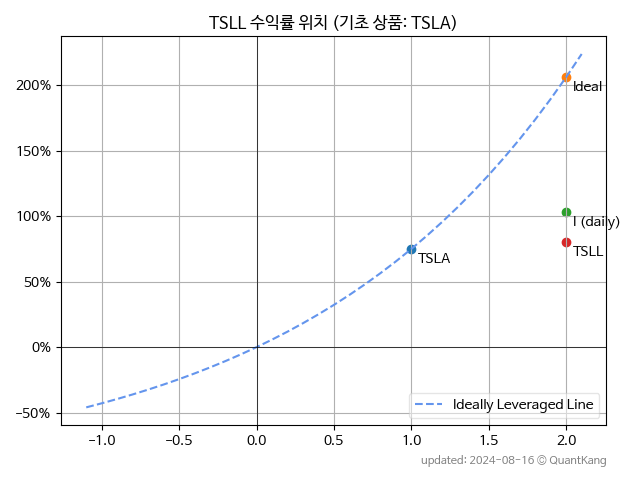 TSLL 수익률 위치 (기초 상품: TSLA)
200%
Ideal
150%
100%
I (daily)
TSLL
50%
TSLA
0%
−50%
Ideally Leveraged Line
−1.0 −0.5 0.0 0.5 1.0 1.5 2.0
updated: 2024-08-16 © QuantKang